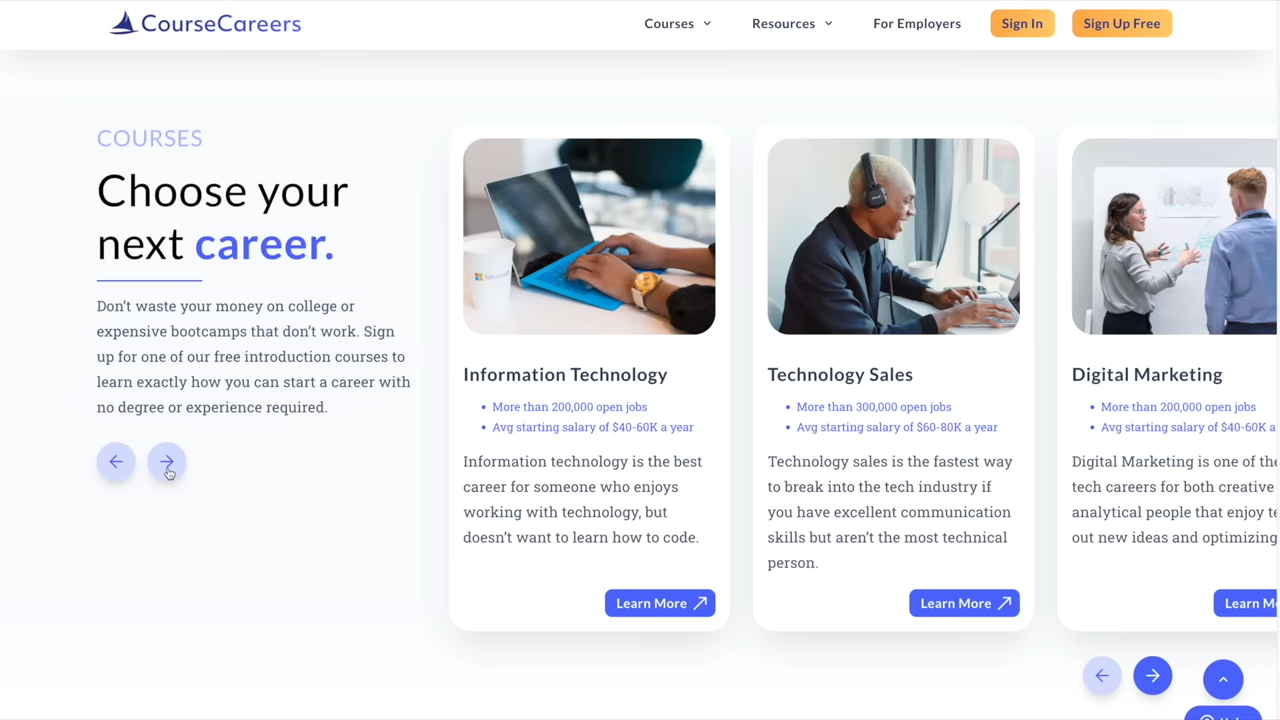 CourseCareers
Courses
Resources
For Employers
Sign In
Sign Up Free
COURSES
Choose your
next career.
Don't waste your money on college or
expensive bootcamps that don't work. Sign
up for one of our free introduction courses to
learn exactly how you can start a career with
no degree or experience required.
Microsoft
Information Technology
• More than 200,000 open jobs
• Avg starting salary of $40-60K a year
Information technology is the best
career for someone who enjoys
working with technology, but
doesn't want to learn how to code.
Learn More
Technology Sales
• More than 300,000 open jobs
• Avg starting salary of $60-80K a year
Technology sales is the fastest way
to break into the tech industry if
you have excellent communication
skills but aren't the most technical
person.
Learn More
Digital Marketing
• More than 200,000 open jobs
• Avg starting salary of $40-60K a
Digital Marketing is one of the
tech careers for both creative
analytical people that enjoy
out new ideas and optimizing
Learn